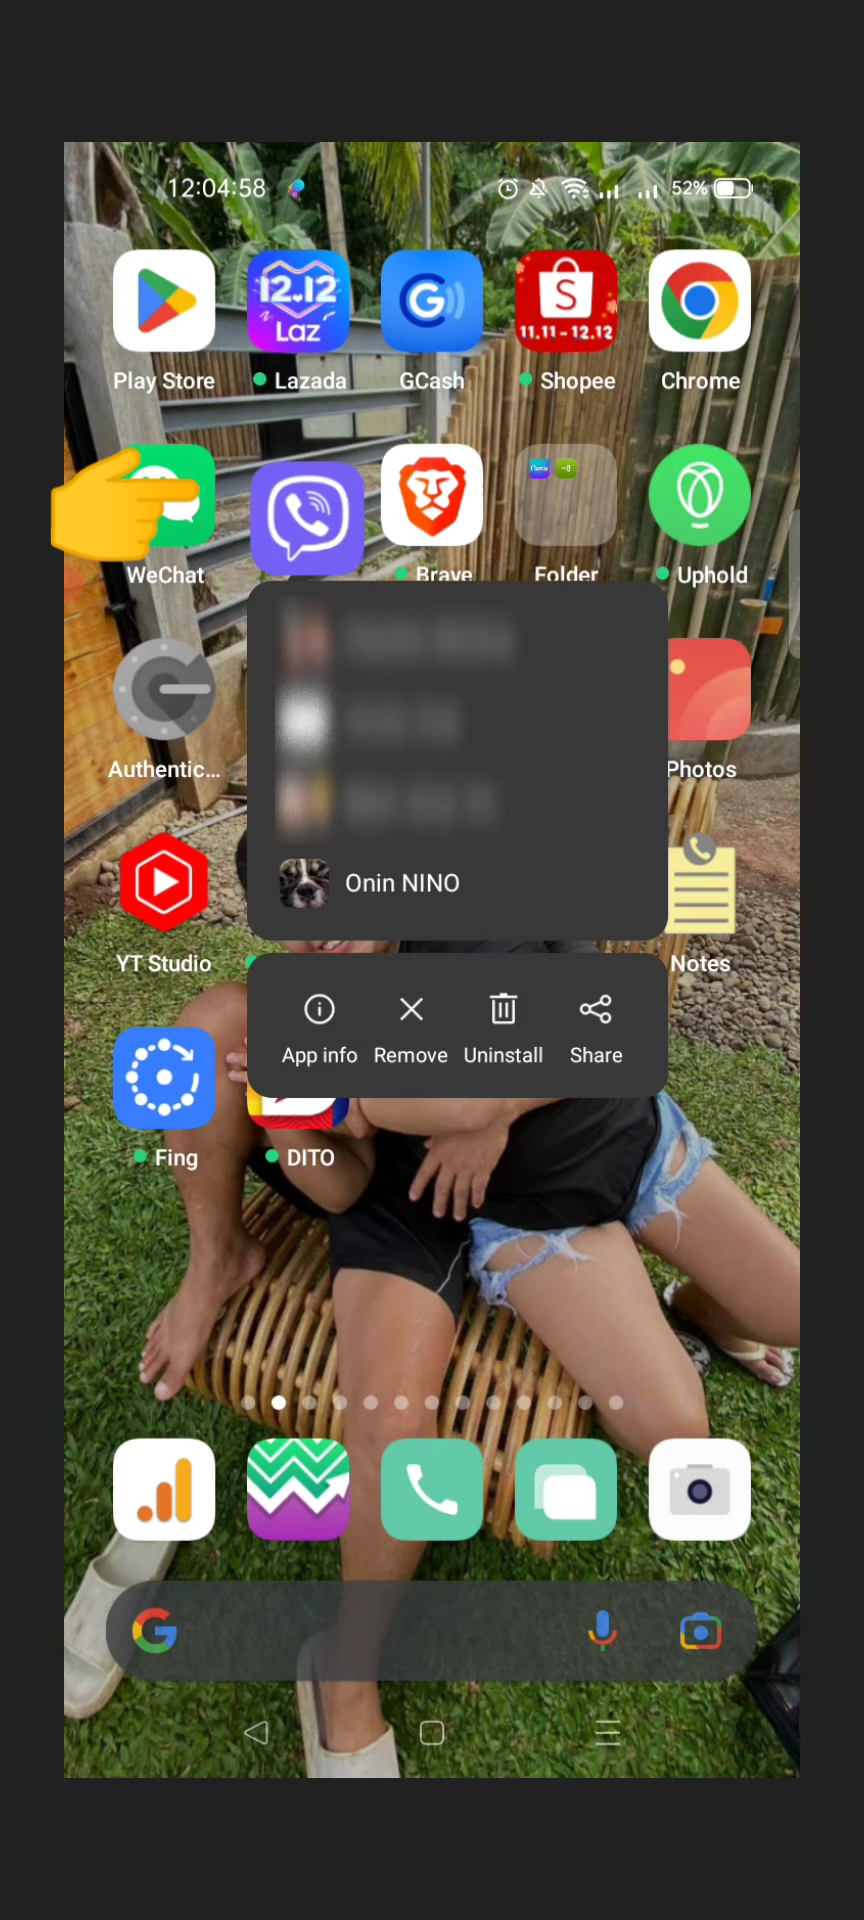 12:04:58
52%
12.12
Laz
S
11.11 - 12.12
Play Store
Lazada
GCash
Shopee
Chrome
WeChat
Brave
Folder
Uphold
Authentic...
Photos
Onin NINO
YT Studio
Notes
App info
Remove
Uninstall
Share
Fing
DITO